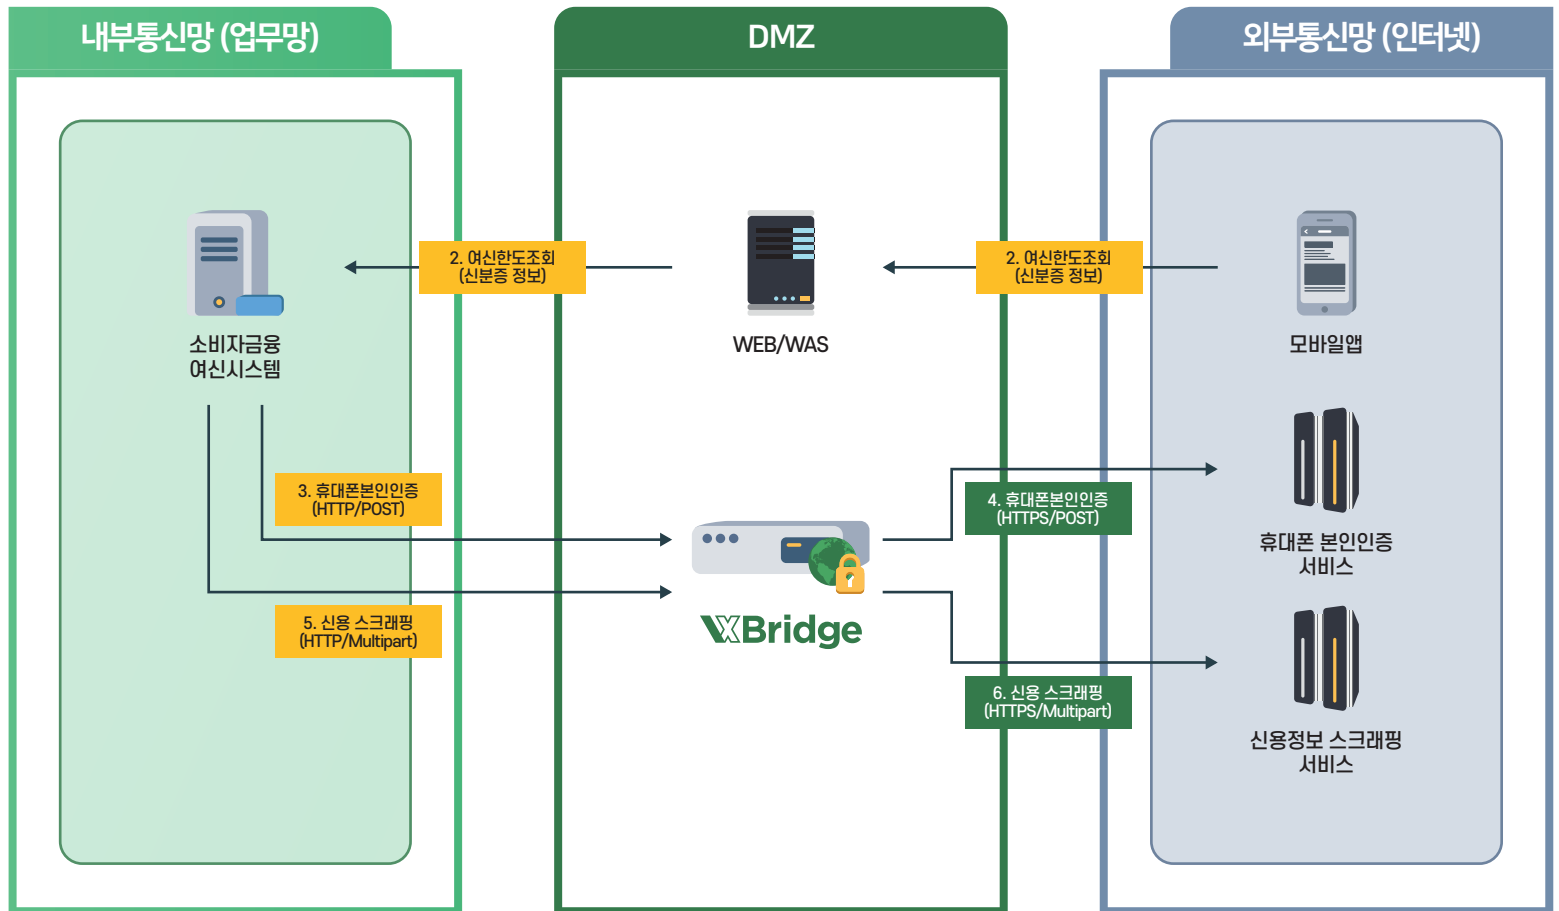 내부통신망 (업무망)
DMZ
외부통신망 (인터넷)
2. 여신한도조회
(신분증 정보)
2. 여신한도조회
(신분증 정보)
소비자금융
여신시스템
WEB/WAS
모바일앱
3. 휴대폰본인인증
(HTTP/POST)
4. 휴대폰본인인증
(HTTPS/POST)
휴대폰 본인인증
서비스
5. 신용 스크래핑
(HTTP/Multipart)
XBridge
6. 신용 스크래핑
(HTTPS/Multipart)
신용정보 스크래핑
서비스